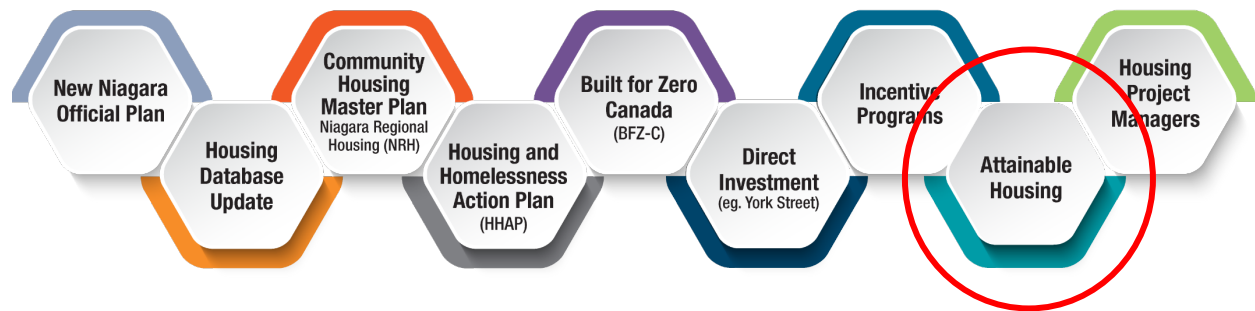 New Niagara
Official Plan
Housing
Database
Update
Community
Housing
Master Plan
Niagara Regional
Housing (NRH)
Housing and
Homelessness
Action Plan
(HHAP)
Built for Zero
Canada
(BFZ-C)
Direct
Investment
(eg. York Street)
Incentive
Programs
Attainable
Housing
Housing
Project
Managers